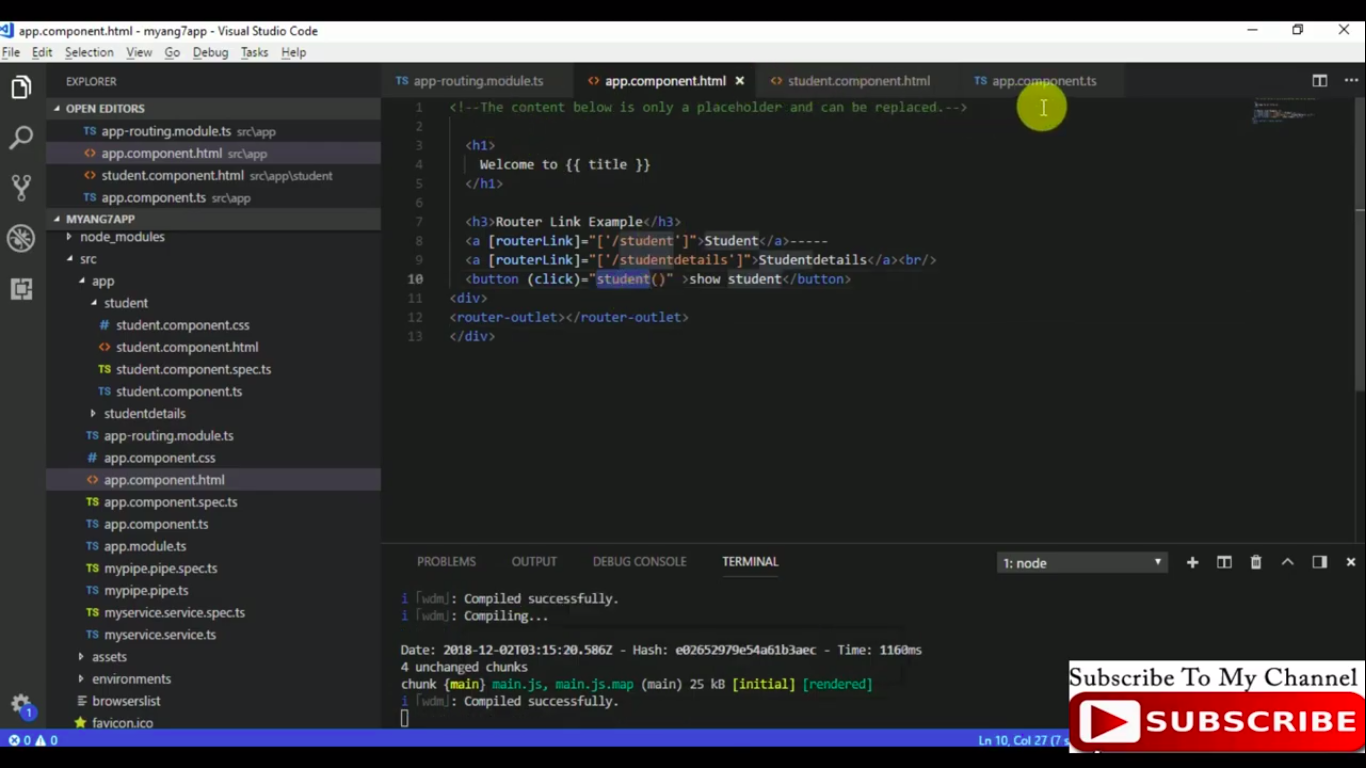 app.component.html - myang7app - Visual Studio Code
File Edit Selection View Go Debug Tasks Help
EXPLORER
OPEN EDITORS
TS app-routing.module.ts src\app
<> app.component.html src\app
<> student.component.html src\app\student
TS app.component.ts src\app
MYANG7APP
node_modules
src
app
student
# student.component.css
<> student.component.html
TS student.component.spec.ts
TS student.component.ts
studentdetails
TS app-routing.module.ts
# app.component.css
<> app.component.html
TS app.component.spec.ts
TS app.component.ts
TS app.module.ts
TS mypipe.pipe.spec.ts
TS mypipe.pipe.ts
TS myservice.service.spec.ts
TS myservice.service.ts
assets
environments
browserslist
favicon.ico
TS app-routing.module.ts <> app.component.html × <> student.component.html TS app.component.ts
1 <!--The content below is only a placeholder and can be replaced.-->
2
3 <h1>
4 Welcome to {{ title }}
5 </h1>
6
7 <h3>Router Link Example</h3>
8 <a [routerLink]="['/student']">Student</a>-----
9 <a [routerLink]="['/studentdetails']">Studentdetails</a><br/>
10 <button (click)="student()" >show student</button>
11 <div>
12 <router-outlet></router-outlet>
13 </div>
PROBLEMS OUTPUT DEBUG CONSOLE TERMINAL 1: node
i ｢wdm｣: Compiled successfully.
i ｢wdm｣: Compiling...
Date: 2018-12-02T03:15:20.586Z - Hash: e02652979e54a61b3aec - Time: 1160ms
4 unchanged chunks
chunk {main} main.js, main.js.map (main) 25 kB [initial] [rendered]
i ｢wdm｣: Compiled successfully.
1
0 0 Ln 10, Col 27 (7 s
Subscribe To My Channel
SUBSCRIBE